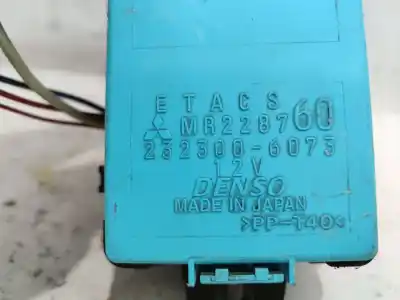 ETACS
MR228760
232300-6073
12V
DENSO
MADE IN JAPAN
>PP-T40<